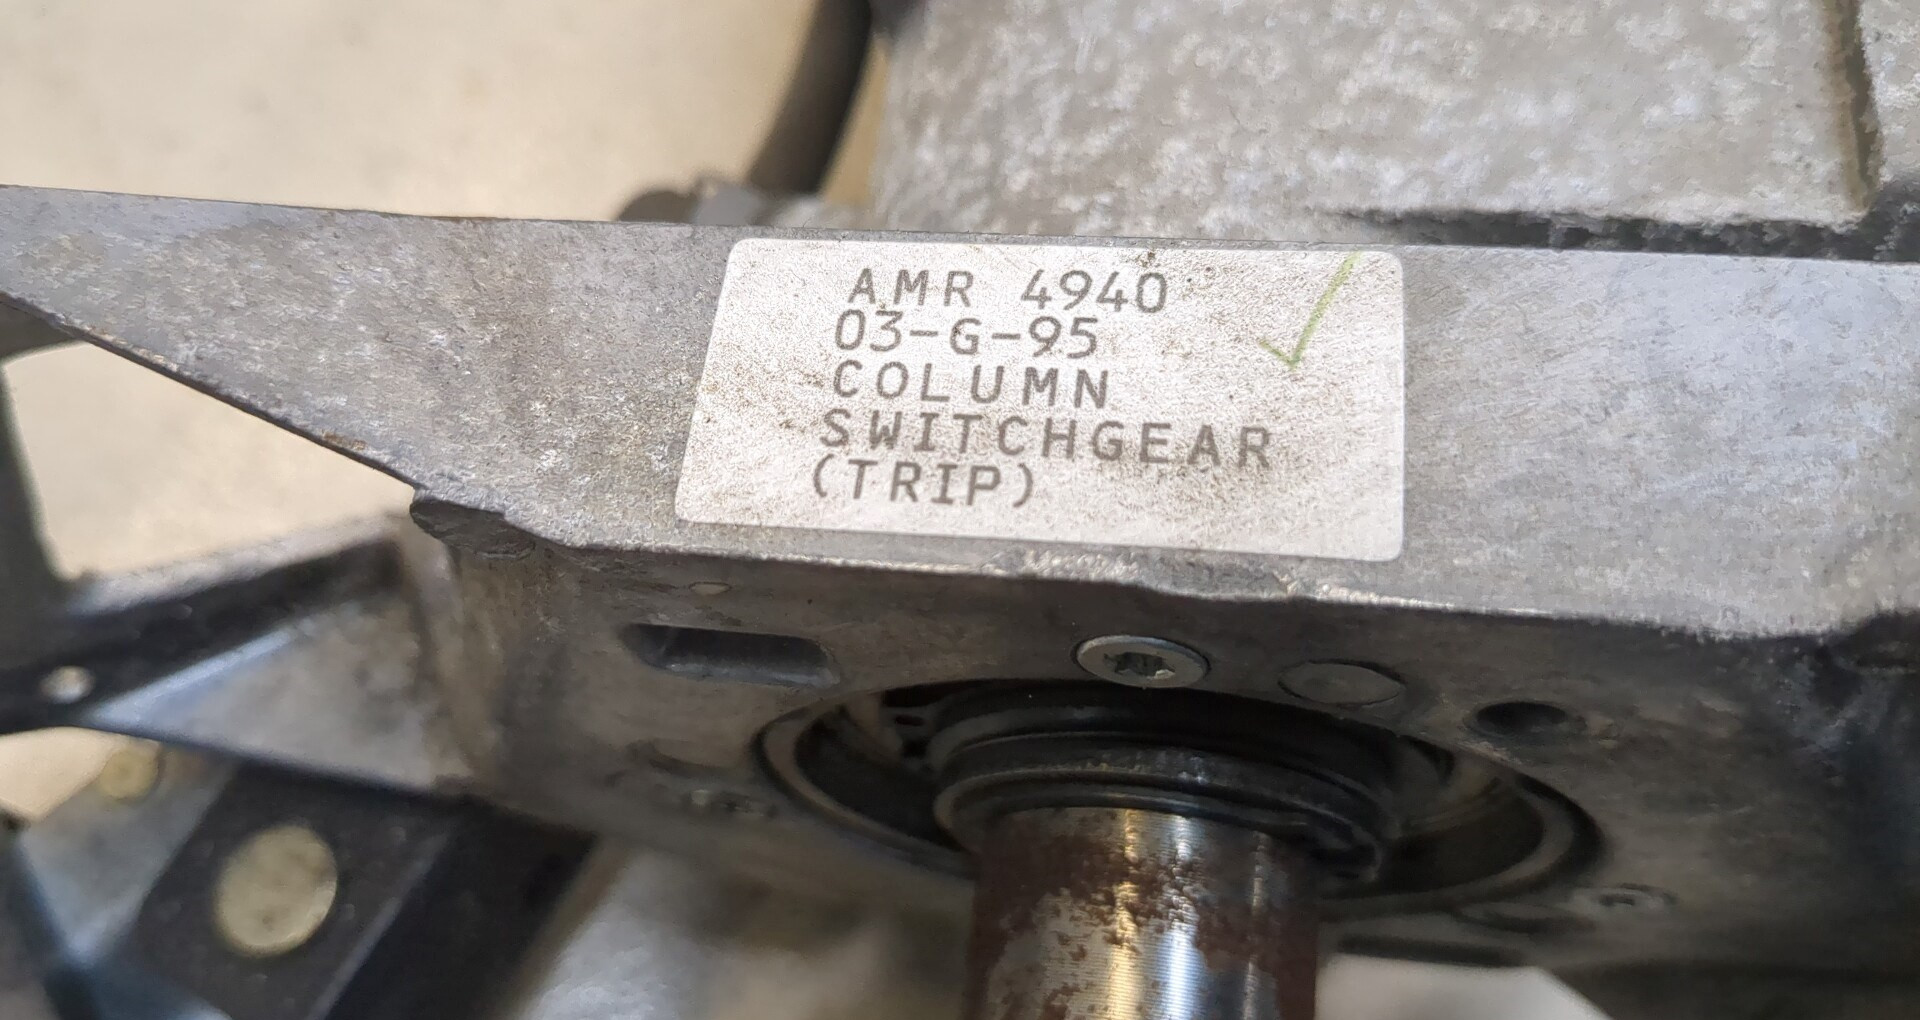 AMR 4940
03-G-95
COLUMN
SWITCHGEAR
(TRIP)